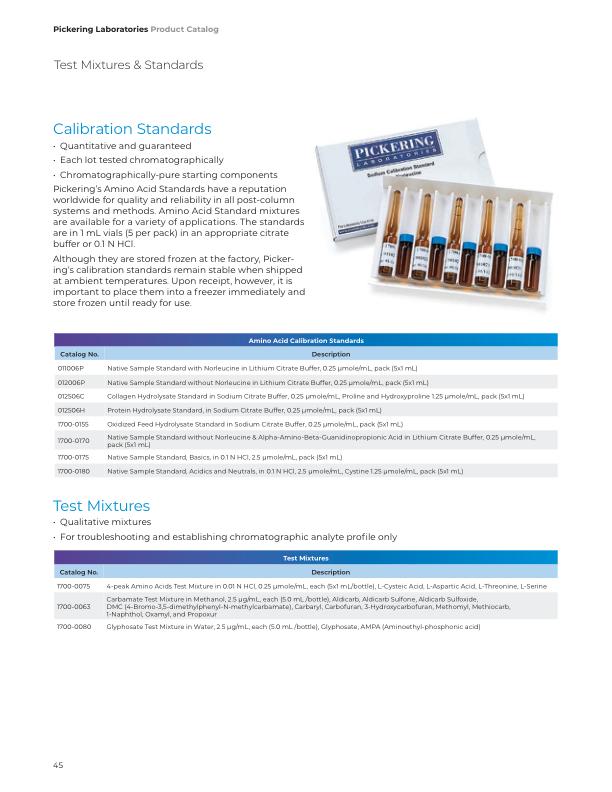 Pickering Laboratories Product Catalog
Test Mixtures & Standards
Calibration Standards
· Quantitative and guaranteed
· Each lot tested chromatographically
· Chromatographically-pure starting components
Pickering's Amino Acid Standards have a reputation
worldwide for quality and reliability in all post-column
systems and methods. Amino Acid Standard mixtures
are available for a variety of applications. The standards
are in 1 mL vials (5 per pack) in an appropriate citrate
buffer or 0.1 N HCl.
Although they are stored frozen at the factory, Picker-
ing's calibration standards remain stable when shipped
at ambient temperatures. Upon receipt, however, it is
important to place them into a freezer immediately and
store frozen until ready for use.
PICKERING
LABORATORIES
Sodium Calibration Standard
Amino Acid Calibration Standards
Catalog No. Description
011006P Native Sample Standard with Norleucine in Lithium Citrate Buffer, 0.25 µmole/mL, pack (5x1 mL)
012006P Native Sample Standard without Norleucine in Lithium Citrate Buffer, 0.25 µmole/mL, pack (5x1 mL)
012506C Collagen Hydrolysate Standard in Sodium Citrate Buffer, 0.25 µmole/mL, Proline and Hydroxyproline 1.25 µmole/mL, pack (5x1 mL)
012506H Protein Hydrolysate Standard, in Sodium Citrate Buffer, 0.25 µmole/mL, pack (5x1 mL)
1700-0155 Oxidized Feed Hydrolysate Standard in Sodium Citrate Buffer, 0.25 µmole/mL, pack (5x1 mL)
1700-0170 Native Sample Standard without Norleucine & Alpha-Amino-Beta-Guanidinopropionic Acid in Lithium Citrate Buffer, 0.25 µmole/mL,
pack (5x1 mL)
1700-0175 Native Sample Standard, Basics, in 0.1 N HCl, 2.5 µmole/mL, pack (5x1 mL)
1700-0180 Native Sample Standard, Acidics and Neutrals, in 0.1 N HCl, 2.5 µmole/mL, Cystine 1.25 µmole/mL, pack (5x1 mL)
Test Mixtures
· Qualitative mixtures
· For troubleshooting and establishing chromatographic analyte profile only
Test Mixtures
Catalog No. Description
1700-0075 4-peak Amino Acids Test Mixture in 0.01 N HCl, 0.25 µmole/mL, each (5x1 mL/bottle), L-Cysteic Acid, L-Aspartic Acid, L-Threonine, L-Serine
1700-0063 Carbamate Test Mixture in Methanol, 2.5 µg/mL, each (5.0 mL /bottle), Aldicarb, Aldicarb Sulfone, Aldicarb Sulfoxide,
DMC (4-Bromo-3,5-dimethylphenyl-N-methylcarbamate), Carbaryl, Carbofuran, 3-Hydroxycarbofuran, Methomyl, Methiocarb,
1-Naphthol, Oxamyl, and Propoxur
1700-0080 Glyphosate Test Mixture in Water, 2.5 µg/mL, each (5.0 mL /bottle), Glyphosate, AMPA (Aminoethyl-phosphonic acid)
45